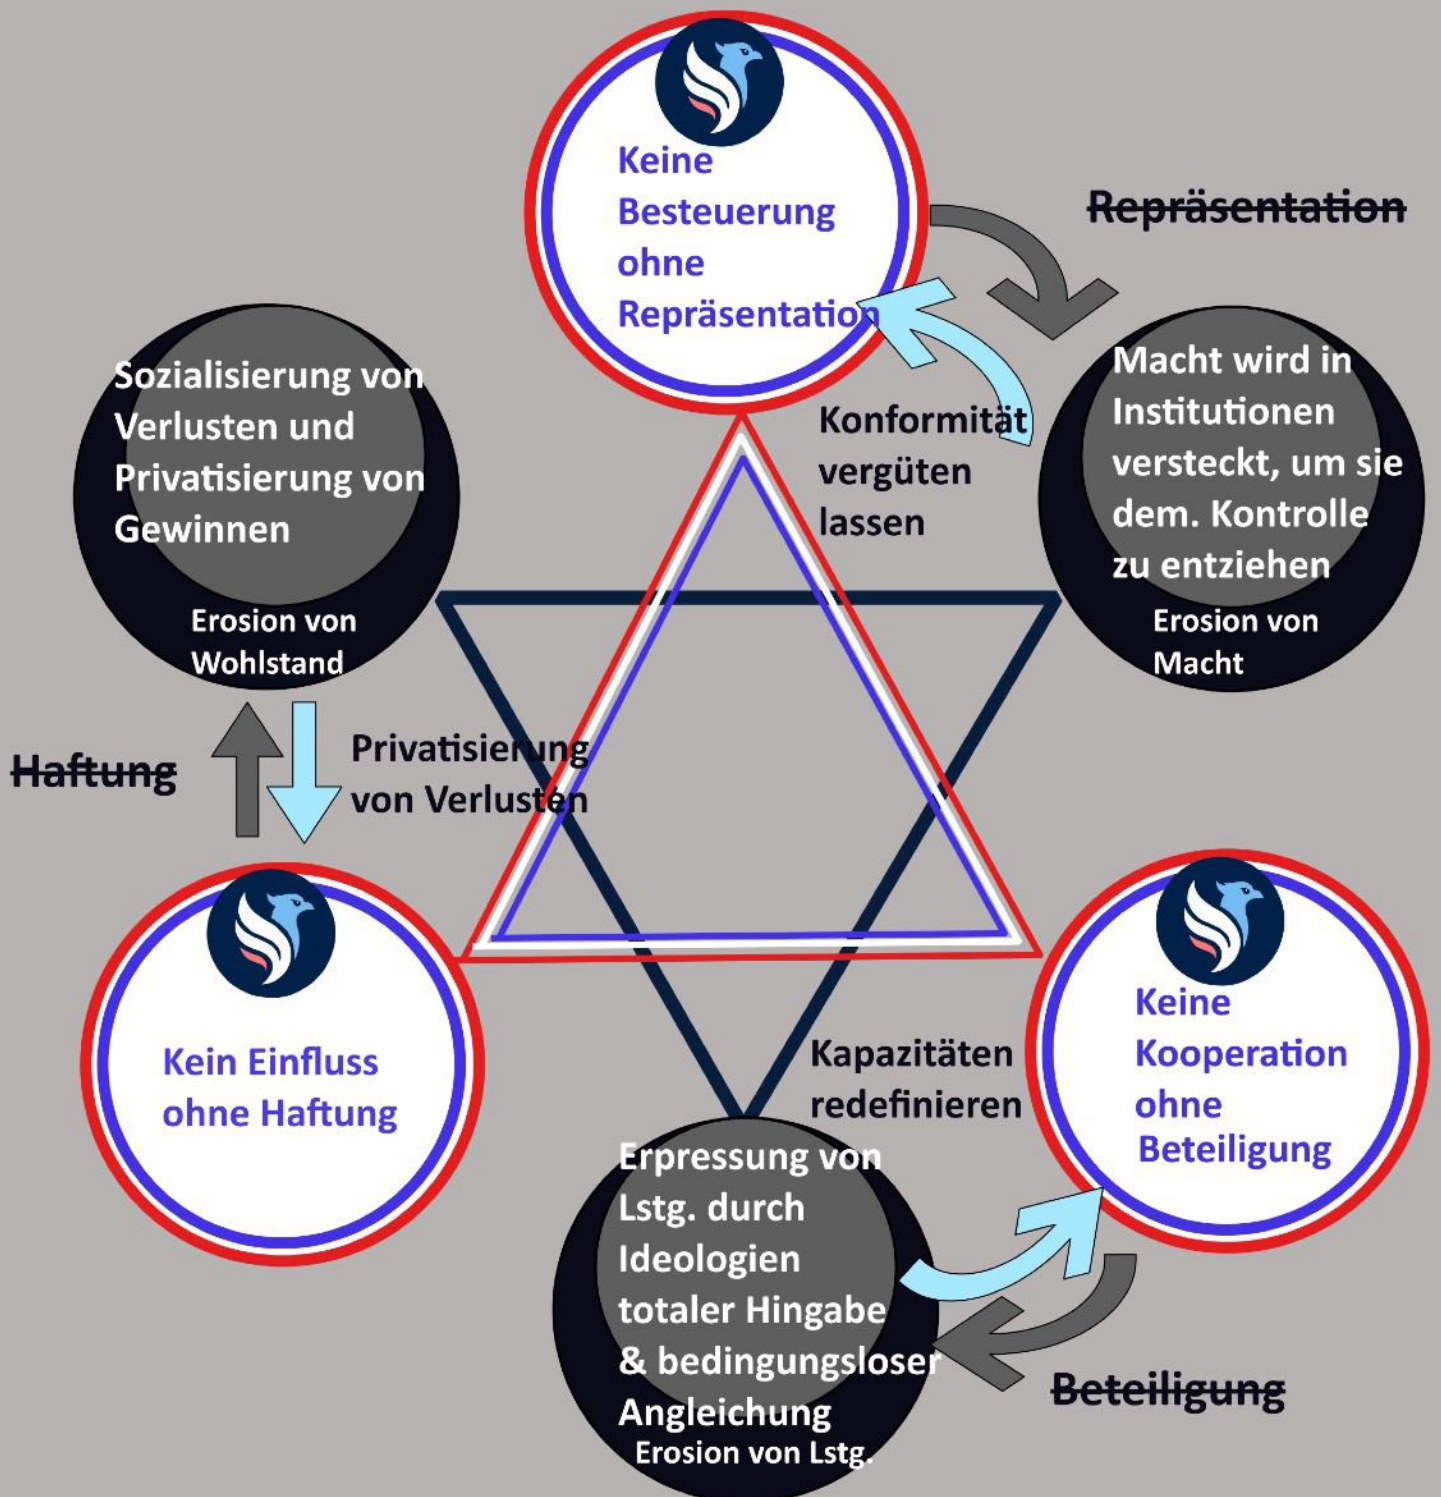 Keine
Besteuerung
ohne
Repräsentation
Repräsentation
Macht wird in
Institutionen
versteckt, um sie
dem. Kontrolle
zu entziehen
Erosion von
Macht
Konformität
vergüten
lassen
Sozialisierung von
Verlusten und
Privatisierung von
Gewinnen
Erosion von
Wohlstand
Haftung
Privatisierung
von Verlusten
Kein Einfluss
ohne Haftung
Keine
Kooperation
ohne
Beteiligung
Kapazitäten
redefinieren
Erpressung von
Lstg. durch
Ideologien
totaler Hingabe
& bedingungsloser
Angleichung
Erosion von Lstg.
Beteiligung